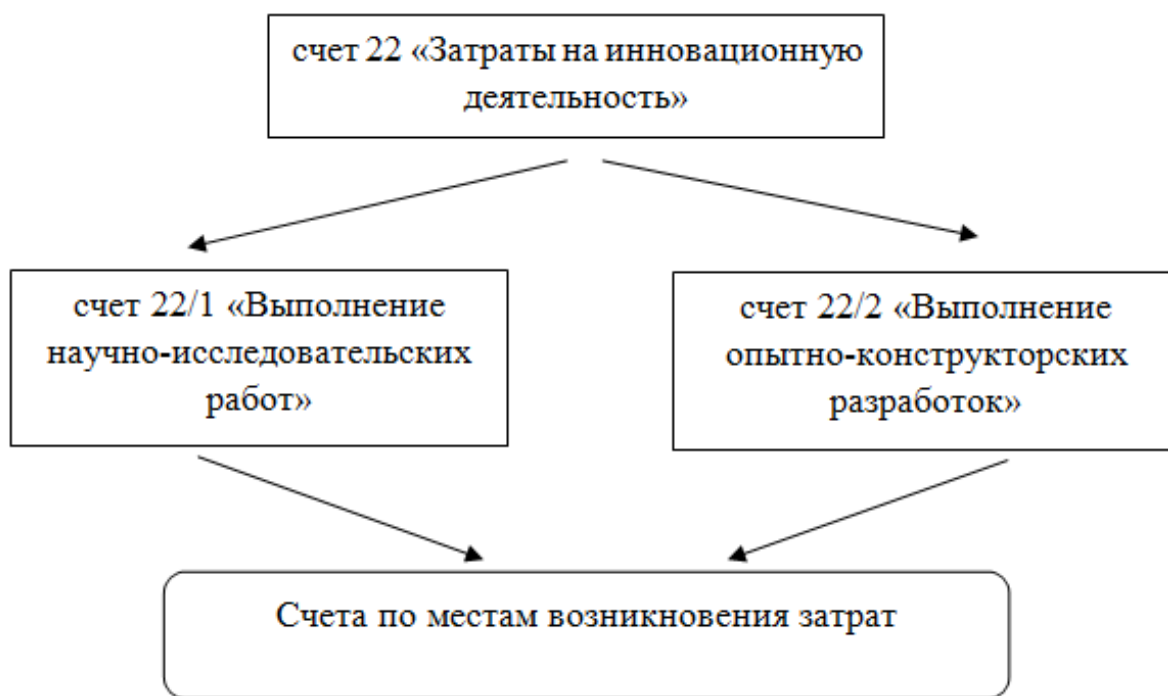 счет 22 «Затраты на инновационную
деятельность»
счет 22/1 «Выполнение
научно-исследовательских
работ»
счет 22/2 «Выполнение
опытно-конструкторских
разработок»
Счета по местам возникновения затрат